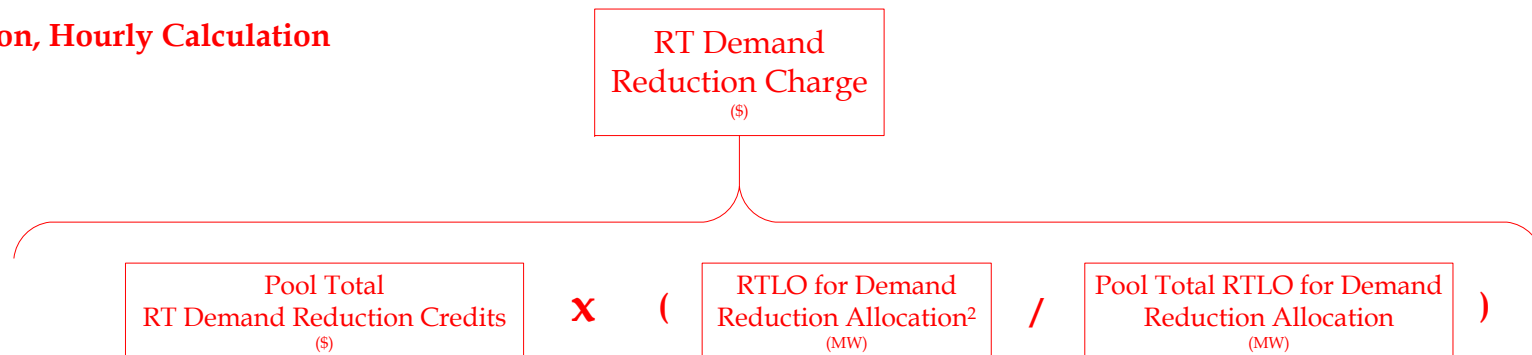 on, Hourly Calculation
RT Demand
Reduction Charge
($)
Pool Total
RT Demand Reduction Credits
($)
x
(
RTLO for Demand
Reduction Allocation²
(MW)
/
Pool Total RTLO for Demand
Reduction Allocation
(MW)
)